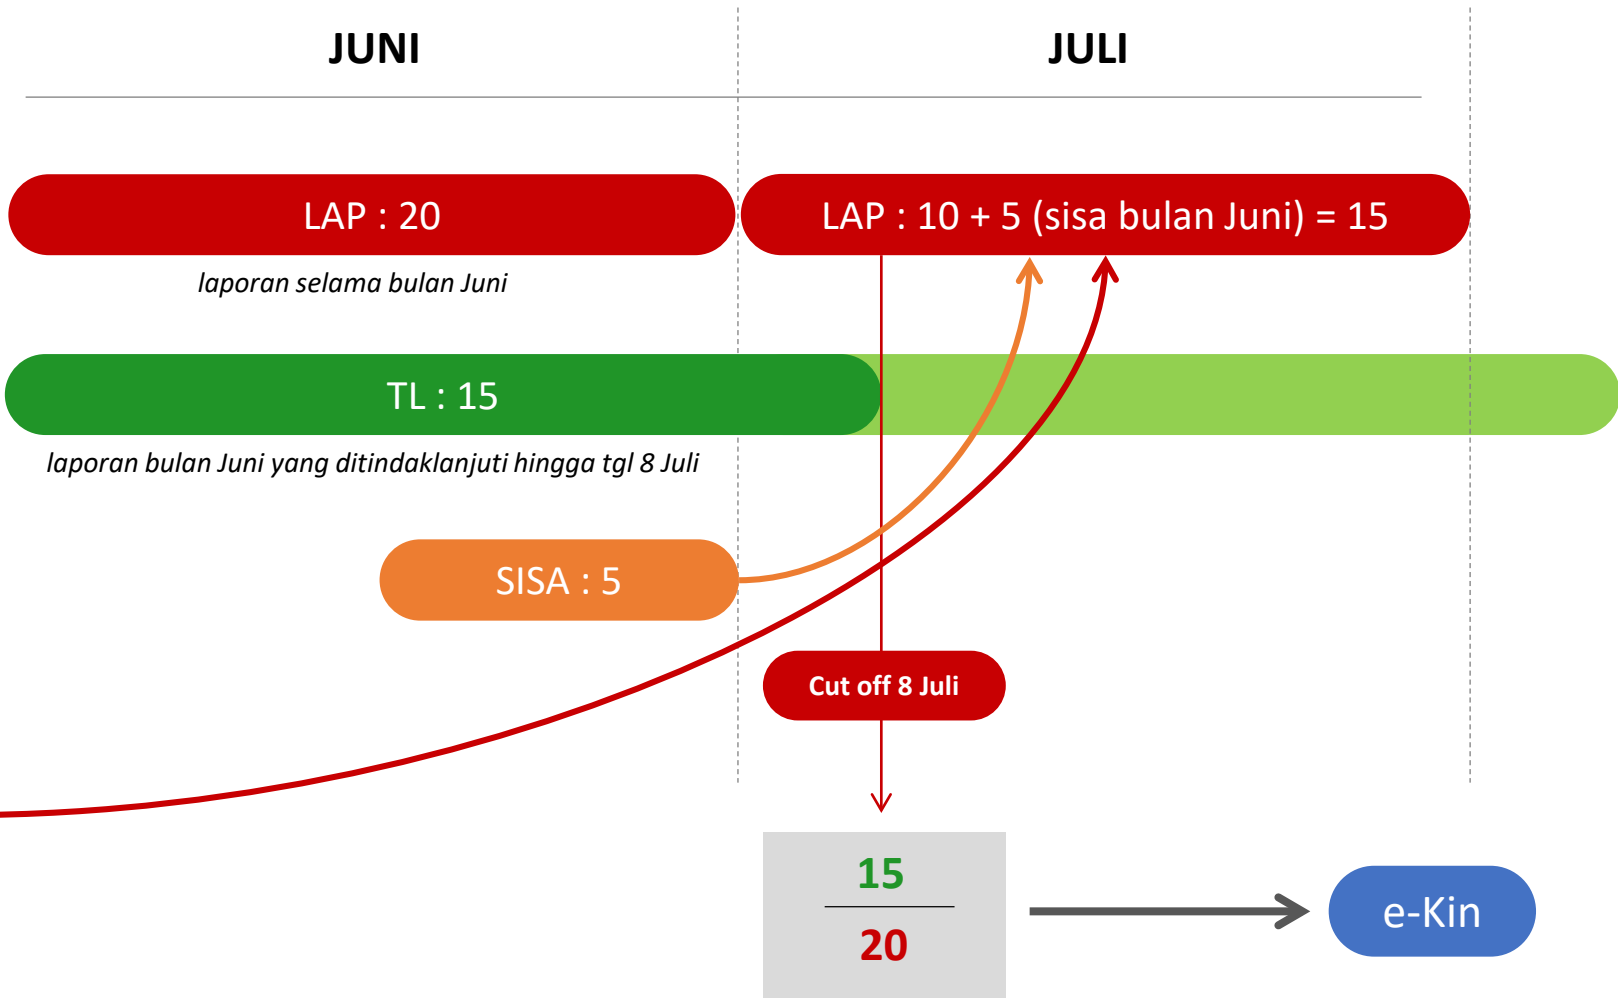 JUNI
JULI
LAP : 20
LAP : 10 + 5 (sisa bulan Juni) = 15
laporan selama bulan Juni
TL : 15
laporan bulan Juni yang ditindaklanjuti hingga tgl 8 Juli
SISA : 5
Cut off 8 Juli
15
20
e-Kin